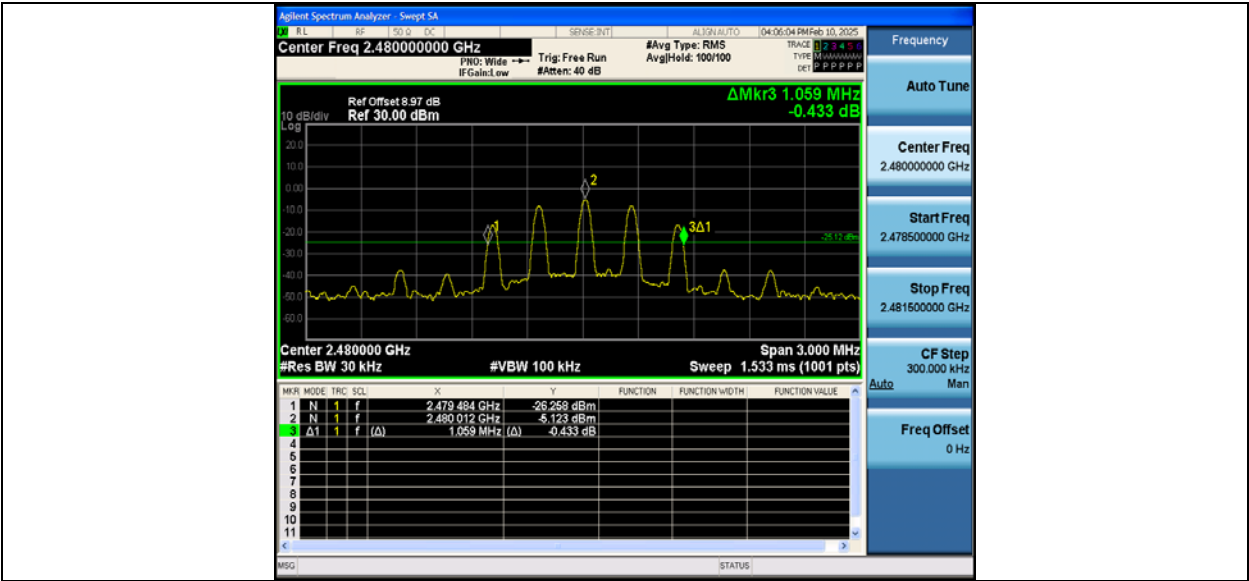 Agilent Spectrum Analyzer - Swept SA
RL RF 50 Ω DC SENSE:INT ALIGN AUTO 04:06:04 PM Feb 10, 2025
Center Freq 2.480000000 GHz
PNO: Wide
IFGain:Low
Trig: Free Run
#Atten: 40 dB
#Avg Type: RMS
Avg|Hold: 100/100
TRACE 1 2 3 4 5 6
TYPE M
DET P P P P P P
ΔMkr3 1.059 MHz
-0.433 dB
Ref Offset 8.97 dB
10 dB/div Ref 30.00 dBm
Log
20.0
10.0
0.00
-10.0
-20.0
-30.0
-40.0
-50.0
-60.0
1
2
3Δ1
-25.12 dBm
Center 2.480000 GHz Span 3.000 MHz
#Res BW 30 kHz #VBW 100 kHz Sweep 1.533 ms (1001 pts)
MKR MODE TRC SCL X Y FUNCTION FUNCTION WIDTH FUNCTION VALUE
1 N 1 f 2.479 484 GHz -26.258 dBm
2 N 1 f 2.480 012 GHz -5.123 dBm
3 Δ1 1 f (Δ) 1.059 MHz (Δ) -0.433 dB
4
5
6
7
8
9
10
11
MSG STATUS
Frequency
Auto Tune
Center Freq
2.480000000 GHz
Start Freq
2.478500000 GHz
Stop Freq
2.481500000 GHz
CF Step
300.000 kHz
Auto Man
Freq Offset
0 Hz